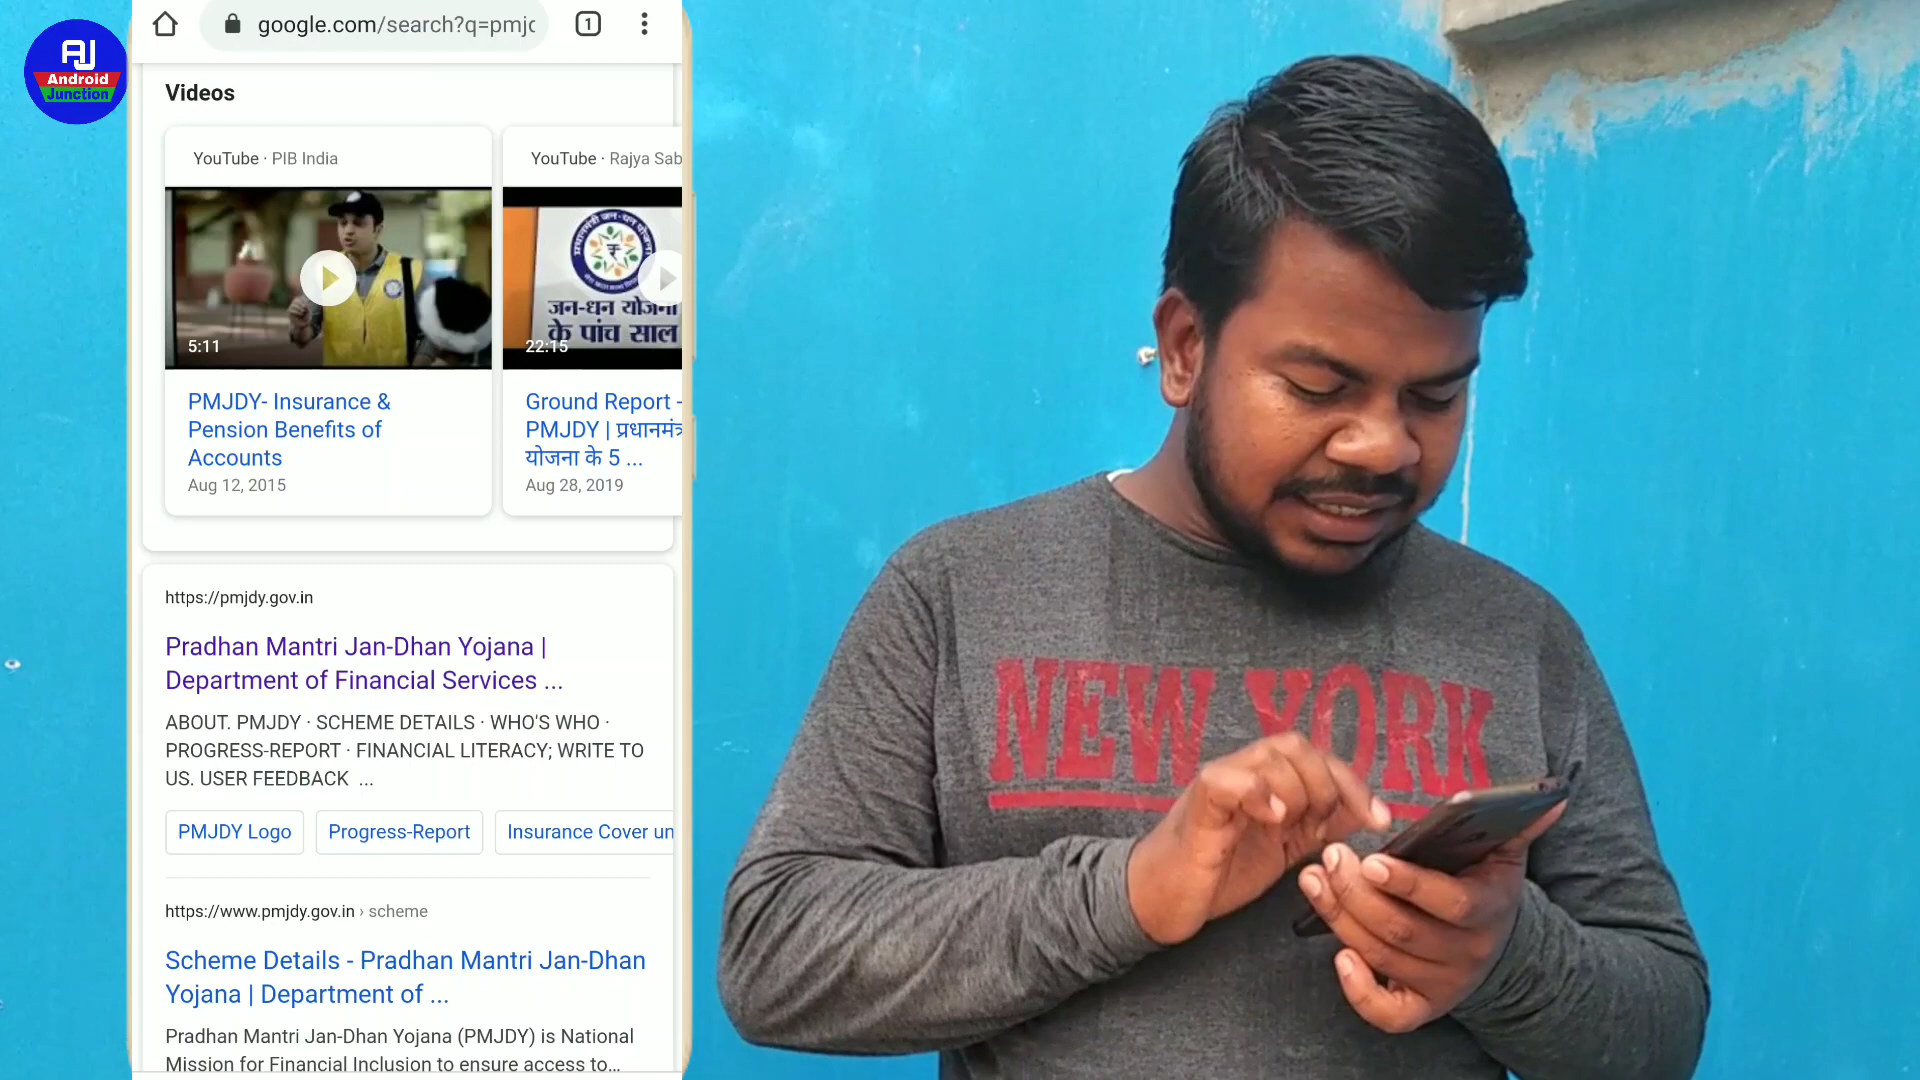 AJ
Android
Junction
google.com/search?q=pmj
1
Videos
YouTube · PIB India
5:11
PMJDY- Insurance &
Pension Benefits of
Accounts
Aug 12, 2015
YouTube · Rajya Sab
जन-धन योजना
के पांच साल
22:15
Ground Report -
PMJDY | प्रधानमंत्र
योजना के 5 ...
Aug 28, 2019
https://pmjdy.gov.in
Pradhan Mantri Jan-Dhan Yojana |
Department of Financial Services ...
ABOUT. PMJDY · SCHEME DETAILS · WHO'S WHO ·
PROGRESS-REPORT · FINANCIAL LITERACY; WRITE TO
US. USER FEEDBACK ...
PMJDY Logo
Progress-Report
Insurance Cover un
https://www.pmjdy.gov.in › scheme
Scheme Details - Pradhan Mantri Jan-Dhan
Yojana | Department of ...
Pradhan Mantri Jan-Dhan Yojana (PMJDY) is National
Mission for Financial Inclusion to ensure access to...
NEW YORK